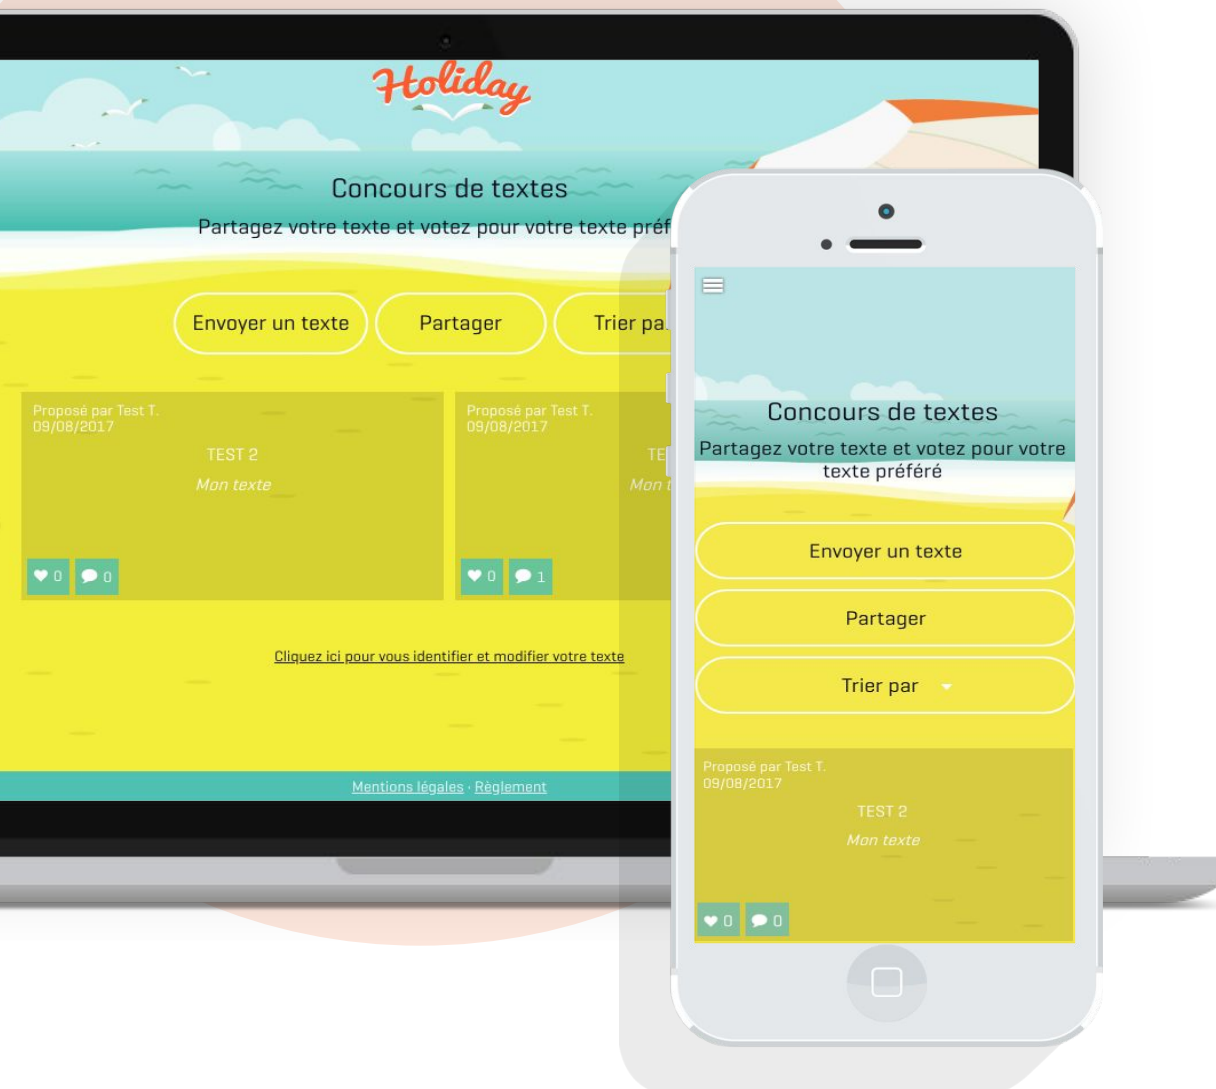 Holiday
Concours de textes
Partagez votre texte et votez pour votre texte préf
Envoyer un texte
Partager
Trier pa
Proposé par Test T.
09/08/2017
TEST 2
Mon texte
0
0
Proposé par Test T.
09/08/2017
TE
Mon t
0
1
Cliquez ici pour vous identifier et modifier votre texte
Mentions légales · Règlement
Concours de textes
Partagez votre texte et votez pour votre
texte préféré
Envoyer un texte
Partager
Trier par
Proposé par Test T.
09/08/2017
TEST 2
Mon texte
0
0